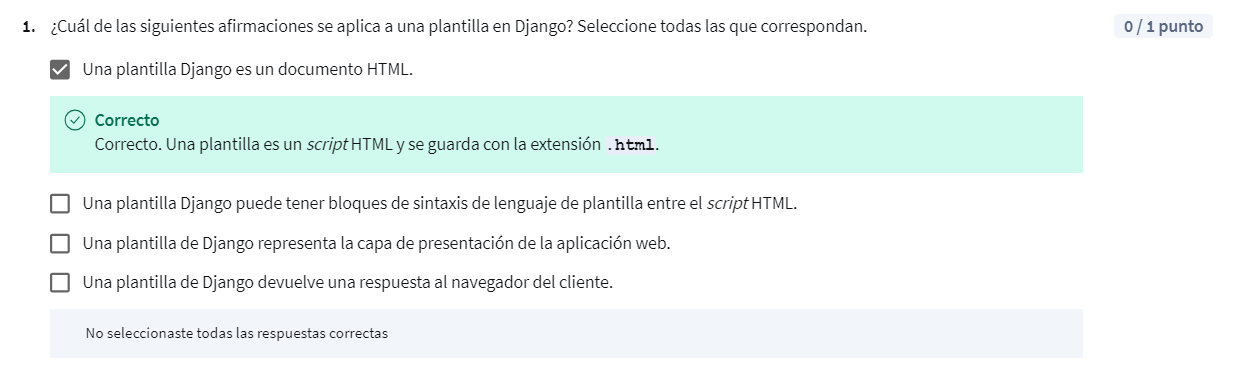 1. ¿Cuál de las siguientes afirmaciones se aplica a una plantilla en Django? Seleccione todas las que correspondan.
0 / 1 punto
Una plantilla Django es un documento HTML.
Correcto
Correcto. Una plantilla es un script HTML y se guarda con la extensión .html.
Una plantilla Django puede tener bloques de sintaxis de lenguaje de plantilla entre el script HTML.
Una plantilla de Django representa la capa de presentación de la aplicación web.
Una plantilla de Django devuelve una respuesta al navegador del cliente.
No seleccionaste todas las respuestas correctas